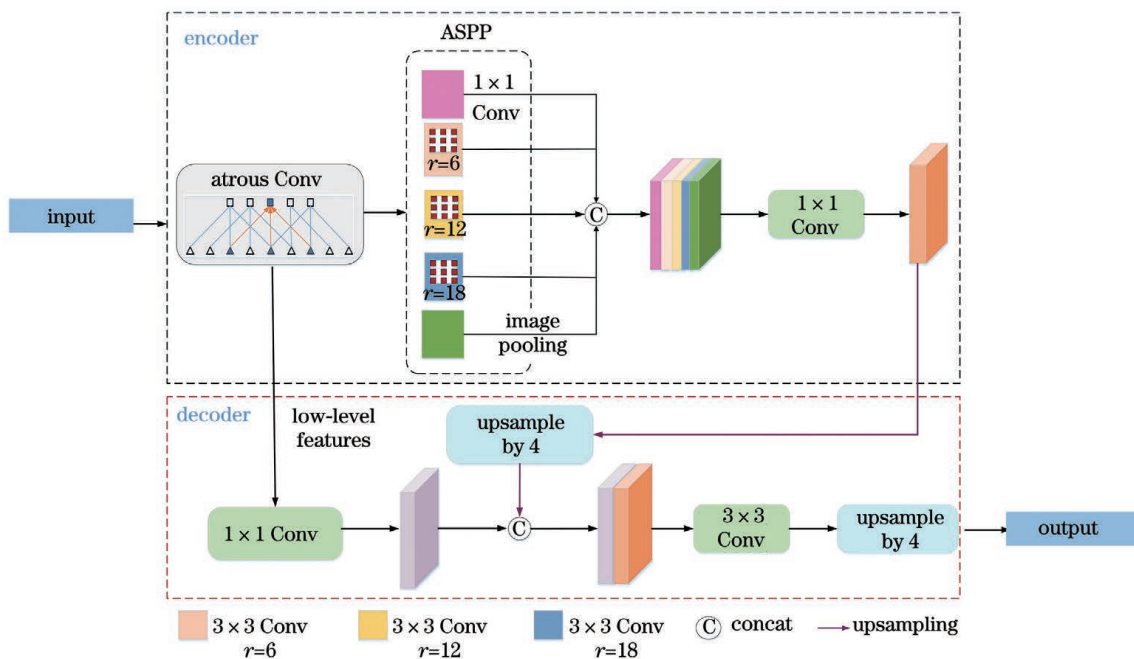 encoder
ASPP
1 × 1
Conv
r=6
atrous Conv
input
r=12
C
1 × 1
Conv
r=18
image
pooling
decoder
low-level
features
upsample
by 4
1 × 1 Conv
C
3 × 3
Conv
upsample
by 4
output
3 × 3 Conv
r=6
3 × 3 Conv
r=12
3 × 3 Conv
r=18
C concat
upsampling